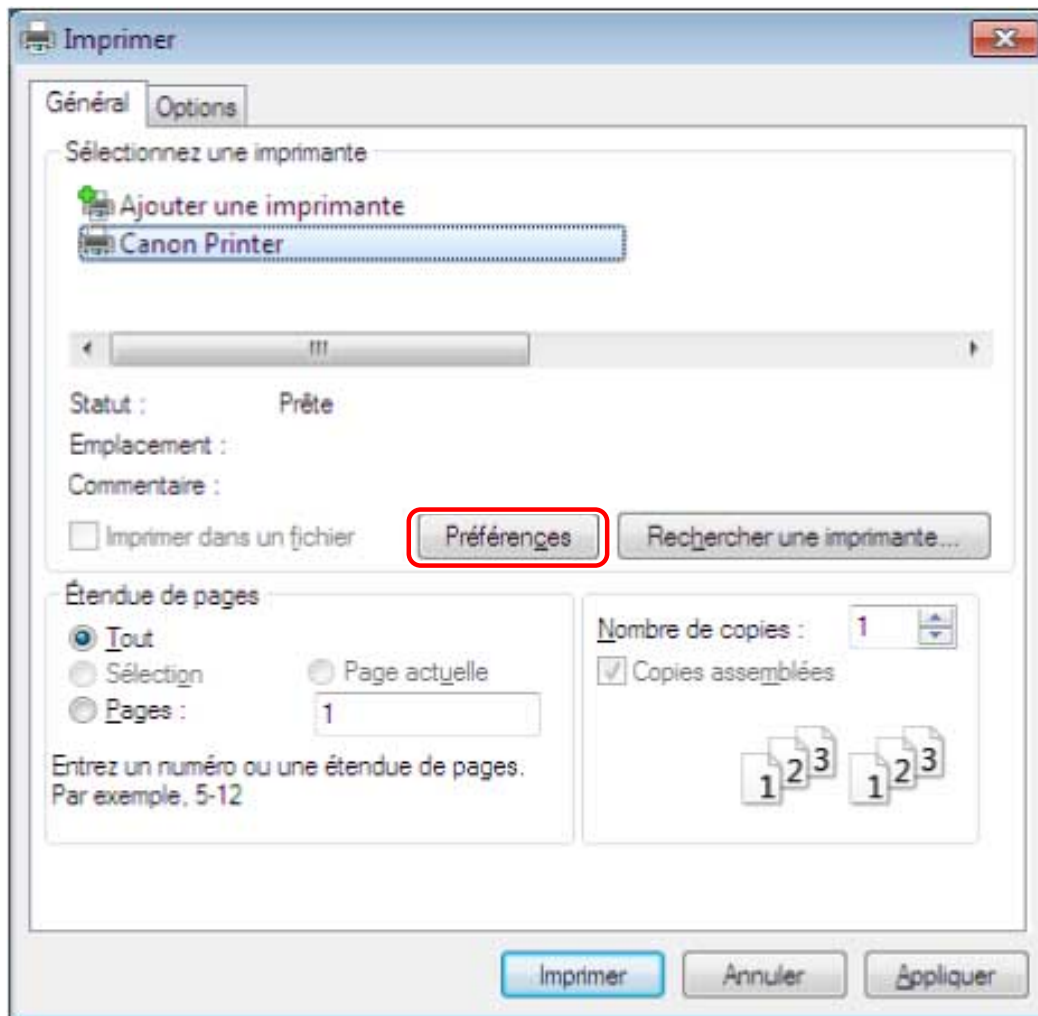 Imprimer
Général Options
Sélectionnez une imprimante
Ajouter une imprimante
Canon Printer
Statut : Prête
Emplacement :
Commentaire :
Imprimer dans un fichier Préférences Rechercher une imprimante...
Étendue de pages
Tout
Sélection Page actuelle
Pages : 1
Entrez un numéro ou une étendue de pages.
Par exemple, 5-12
Nombre de copies : 1
Copies assemblées
1 2 3 1 2 3
Imprimer Annuler Appliquer